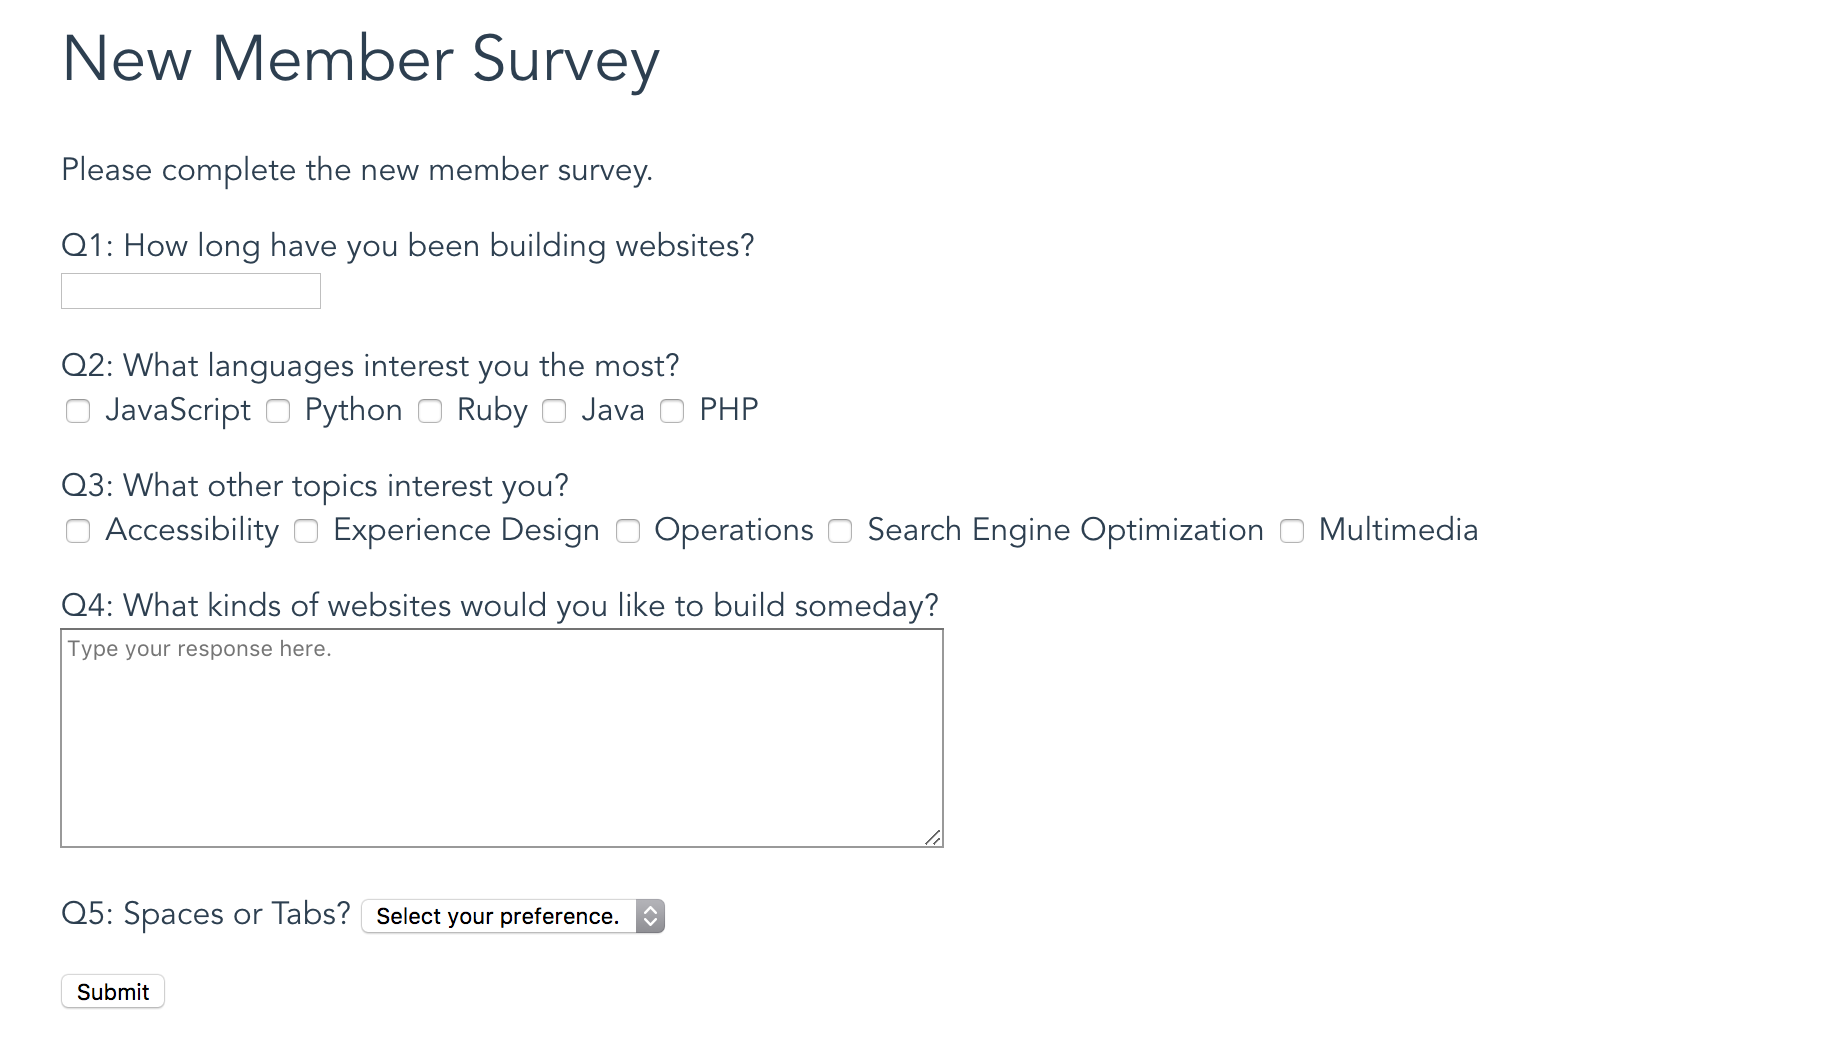 New Member Survey
Please complete the new member survey.
Q1: How long have you been building websites?
Q2: What languages interest you the most?
JavaScript Python Ruby Java PHP
Q3: What other topics interest you?
Accessibility Experience Design Operations Search Engine Optimization Multimedia
Q4: What kinds of websites would you like to build someday?
Type your response here.
Q5: Spaces or Tabs? Select your preference.
Submit